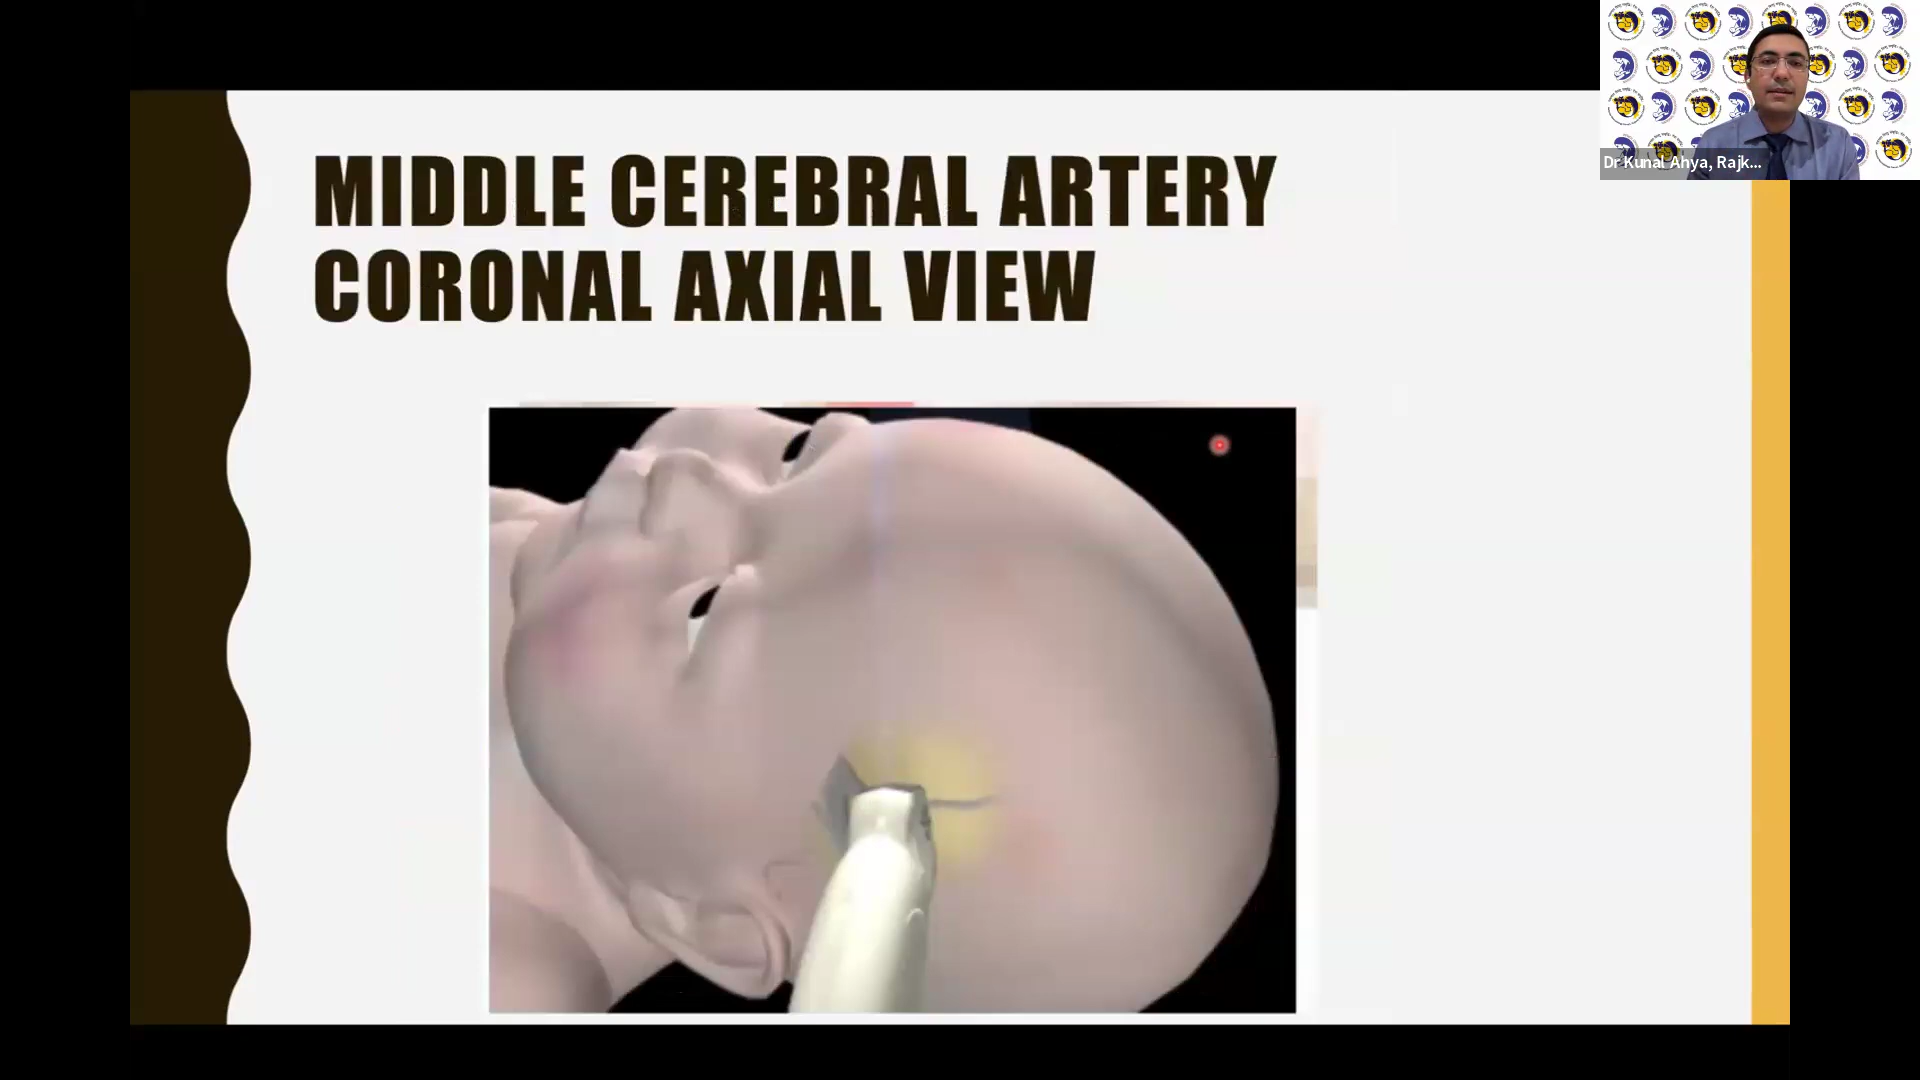 MIDDLE CEREBRAL ARTERY
CORONAL AXIAL VIEW
Dr Kunal Ahya, Rajk...